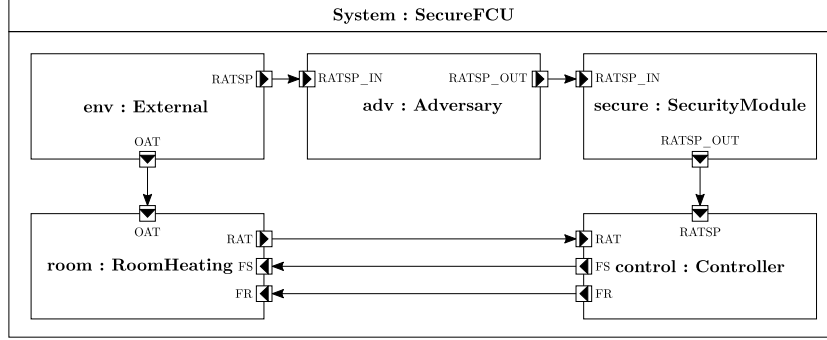 System : SecureFCU
RATSP
RATSP_IN
RATSP_OUT
RATSP_IN
env : External
adv : Adversary
secure : SecurityModule
OAT
RATSP_OUT
OAT
RATSP
RAT
RAT
room : RoomHeating
FS
FS
control : Controller
FR
FR